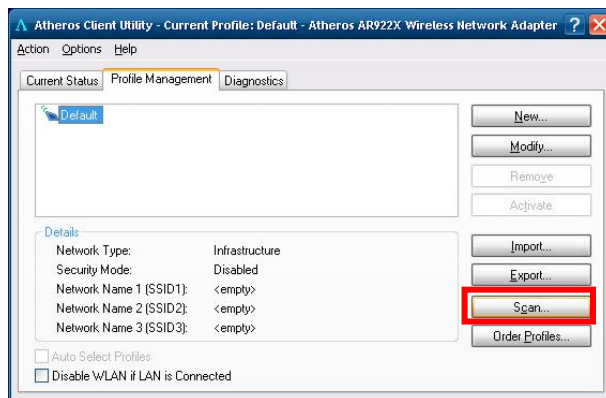 Atheros Client Utility - Current Profile: Default - Atheros AR922X Wireless Network Adapter
Action Options Help
Current Status Profile Management Diagnostics
Default
New...
Modify...
Remove
Activate
Details
Network Type: Infrastructure
Security Mode: Disabled
Network Name 1 (SSID1): <empty>
Network Name 2 (SSID2): <empty>
Network Name 3 (SSID3): <empty>
Import...
Export...
Scan...
Order Profiles...
Auto Select Profiles
Disable WLAN if LAN is Connected